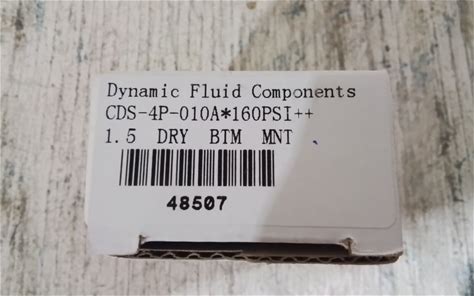 Dynamic Fluid Components
CDS-4P-010A*160PSI++
1.5 DRY BTM MNT
48507